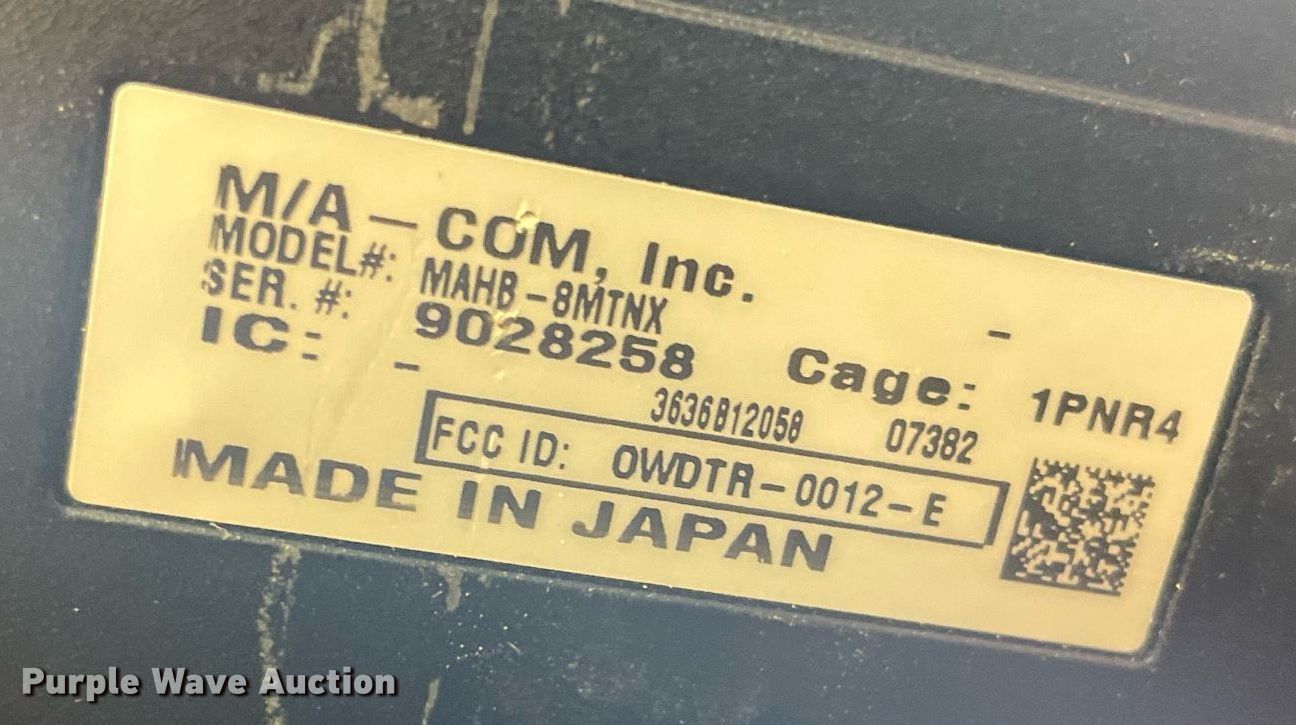 M/A - COM, Inc.
MODEL#: MAHB-8MTNX
SER. #: 9028258 Cage: 1PNR4
IC: -
-
3636B12058 07382
FCC ID: OWDTR-0012-E
MADE IN JAPAN
Purple Wave Auction